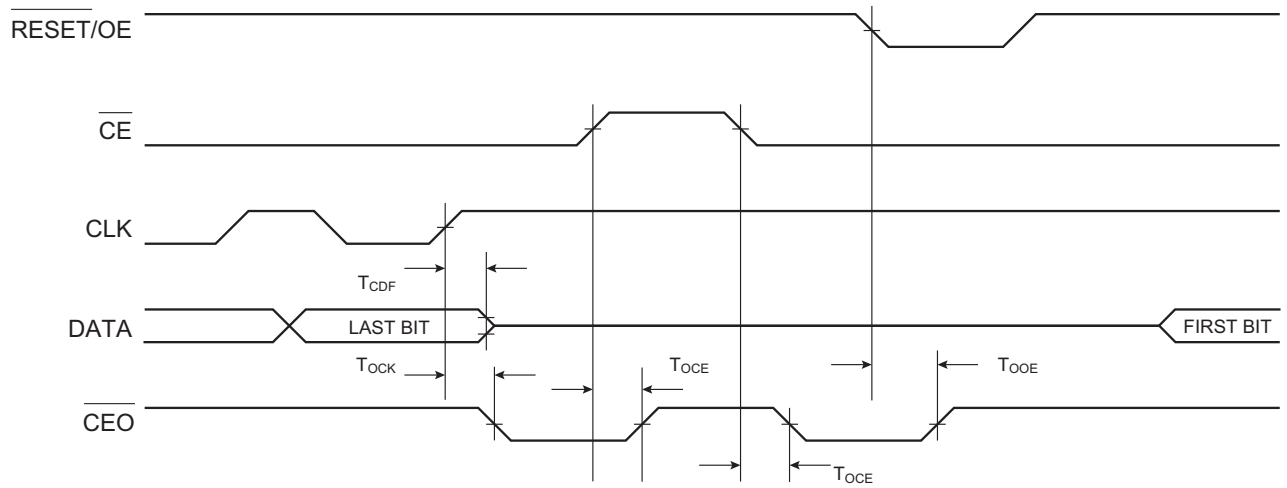 RESET/OE
CE
CLK
TCDF
DATA
LAST BIT
FIRST BIT
TOCK
TOCE
TOOE
CEO
TOCE